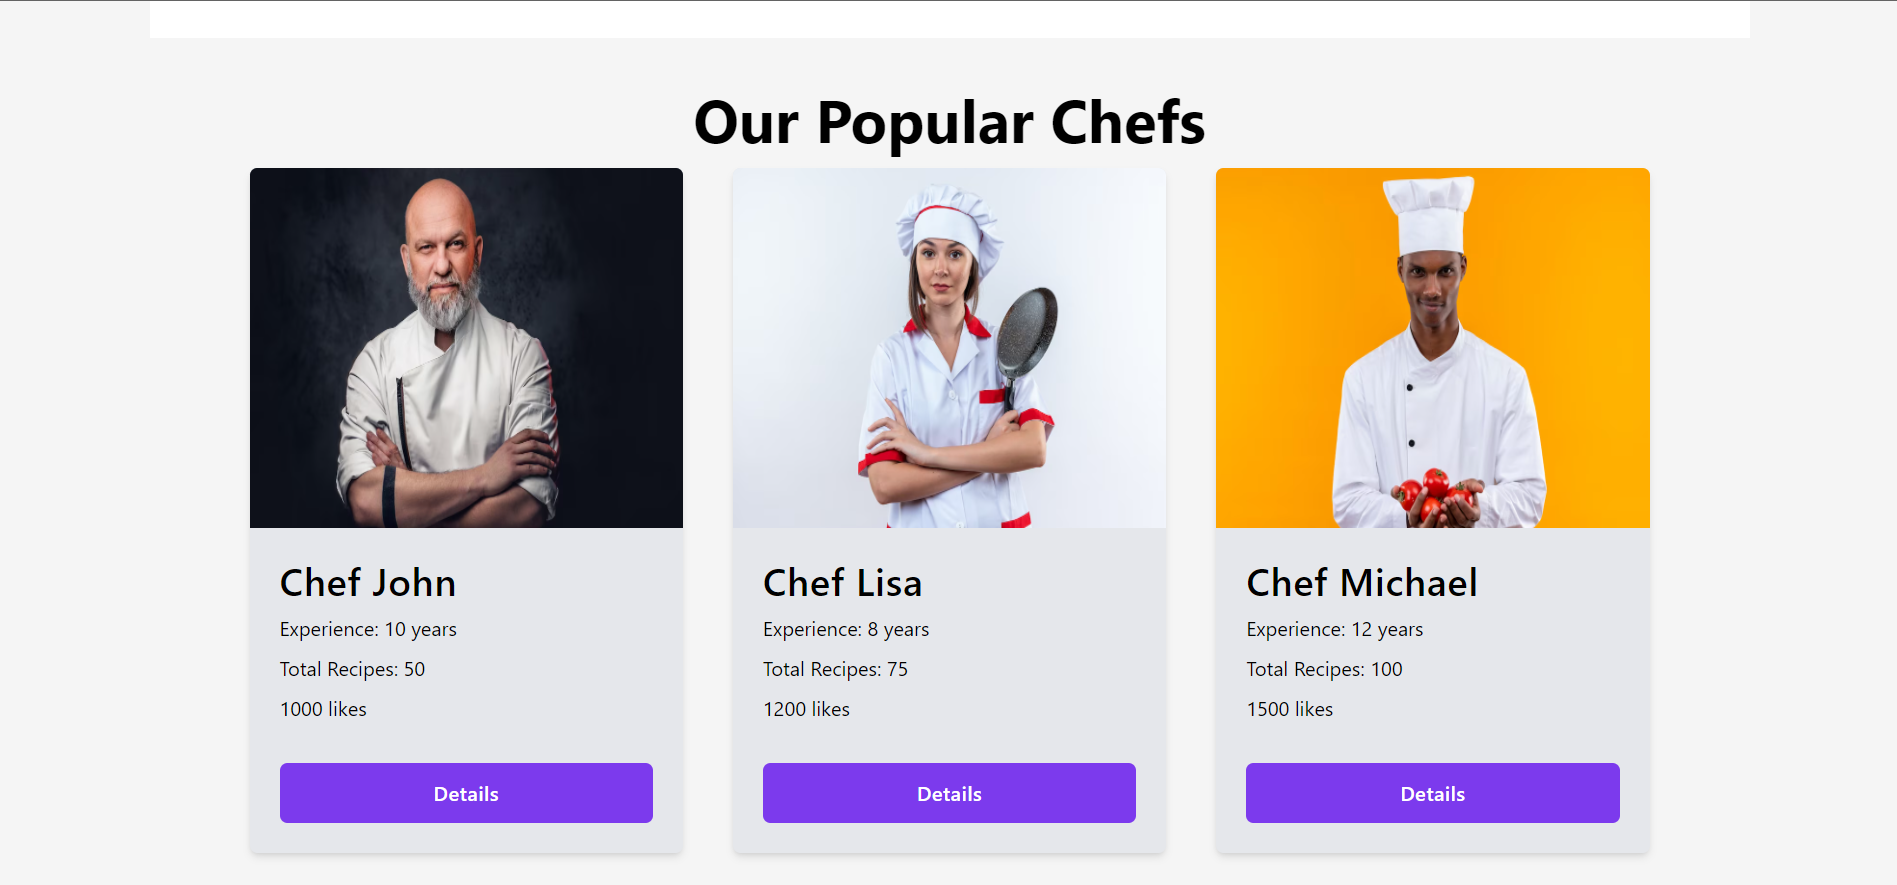 Our Popular Chefs
Chef John
Experience: 10 years
Total Recipes: 50
1000 likes
Details
Chef Lisa
Experience: 8 years
Total Recipes: 75
1200 likes
Details
Chef Michael
Experience: 12 years
Total Recipes: 100
1500 likes
Details